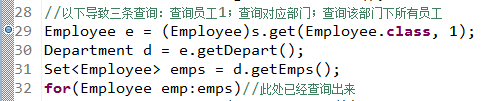 28 //以下导致三条查询：查询员工1；查询对应部门；查询该部门下所有员工
29 Employee e = (Employee)s.get(Employee.class, 1);
30 Department d = e.getDepart();
31 Set<Employee> emps = d.getEmps();
32 for(Employee emp:emps)//此处已经查询出来